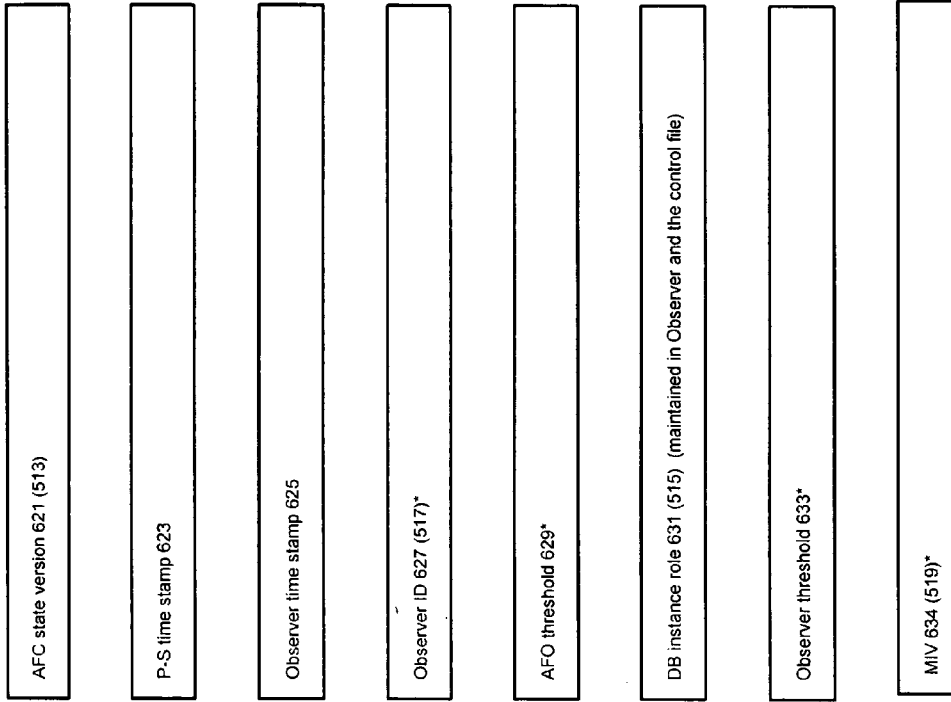 AFC state version 621 (513)
P-S time stamp 623
Observer time stamp 625
Observer ID 627 (517)*
AFO threshold 629*
DB instance role 631 (515) (maintained in Observer and the control file)
Observer threshold 633*
MIV 634 (519)*